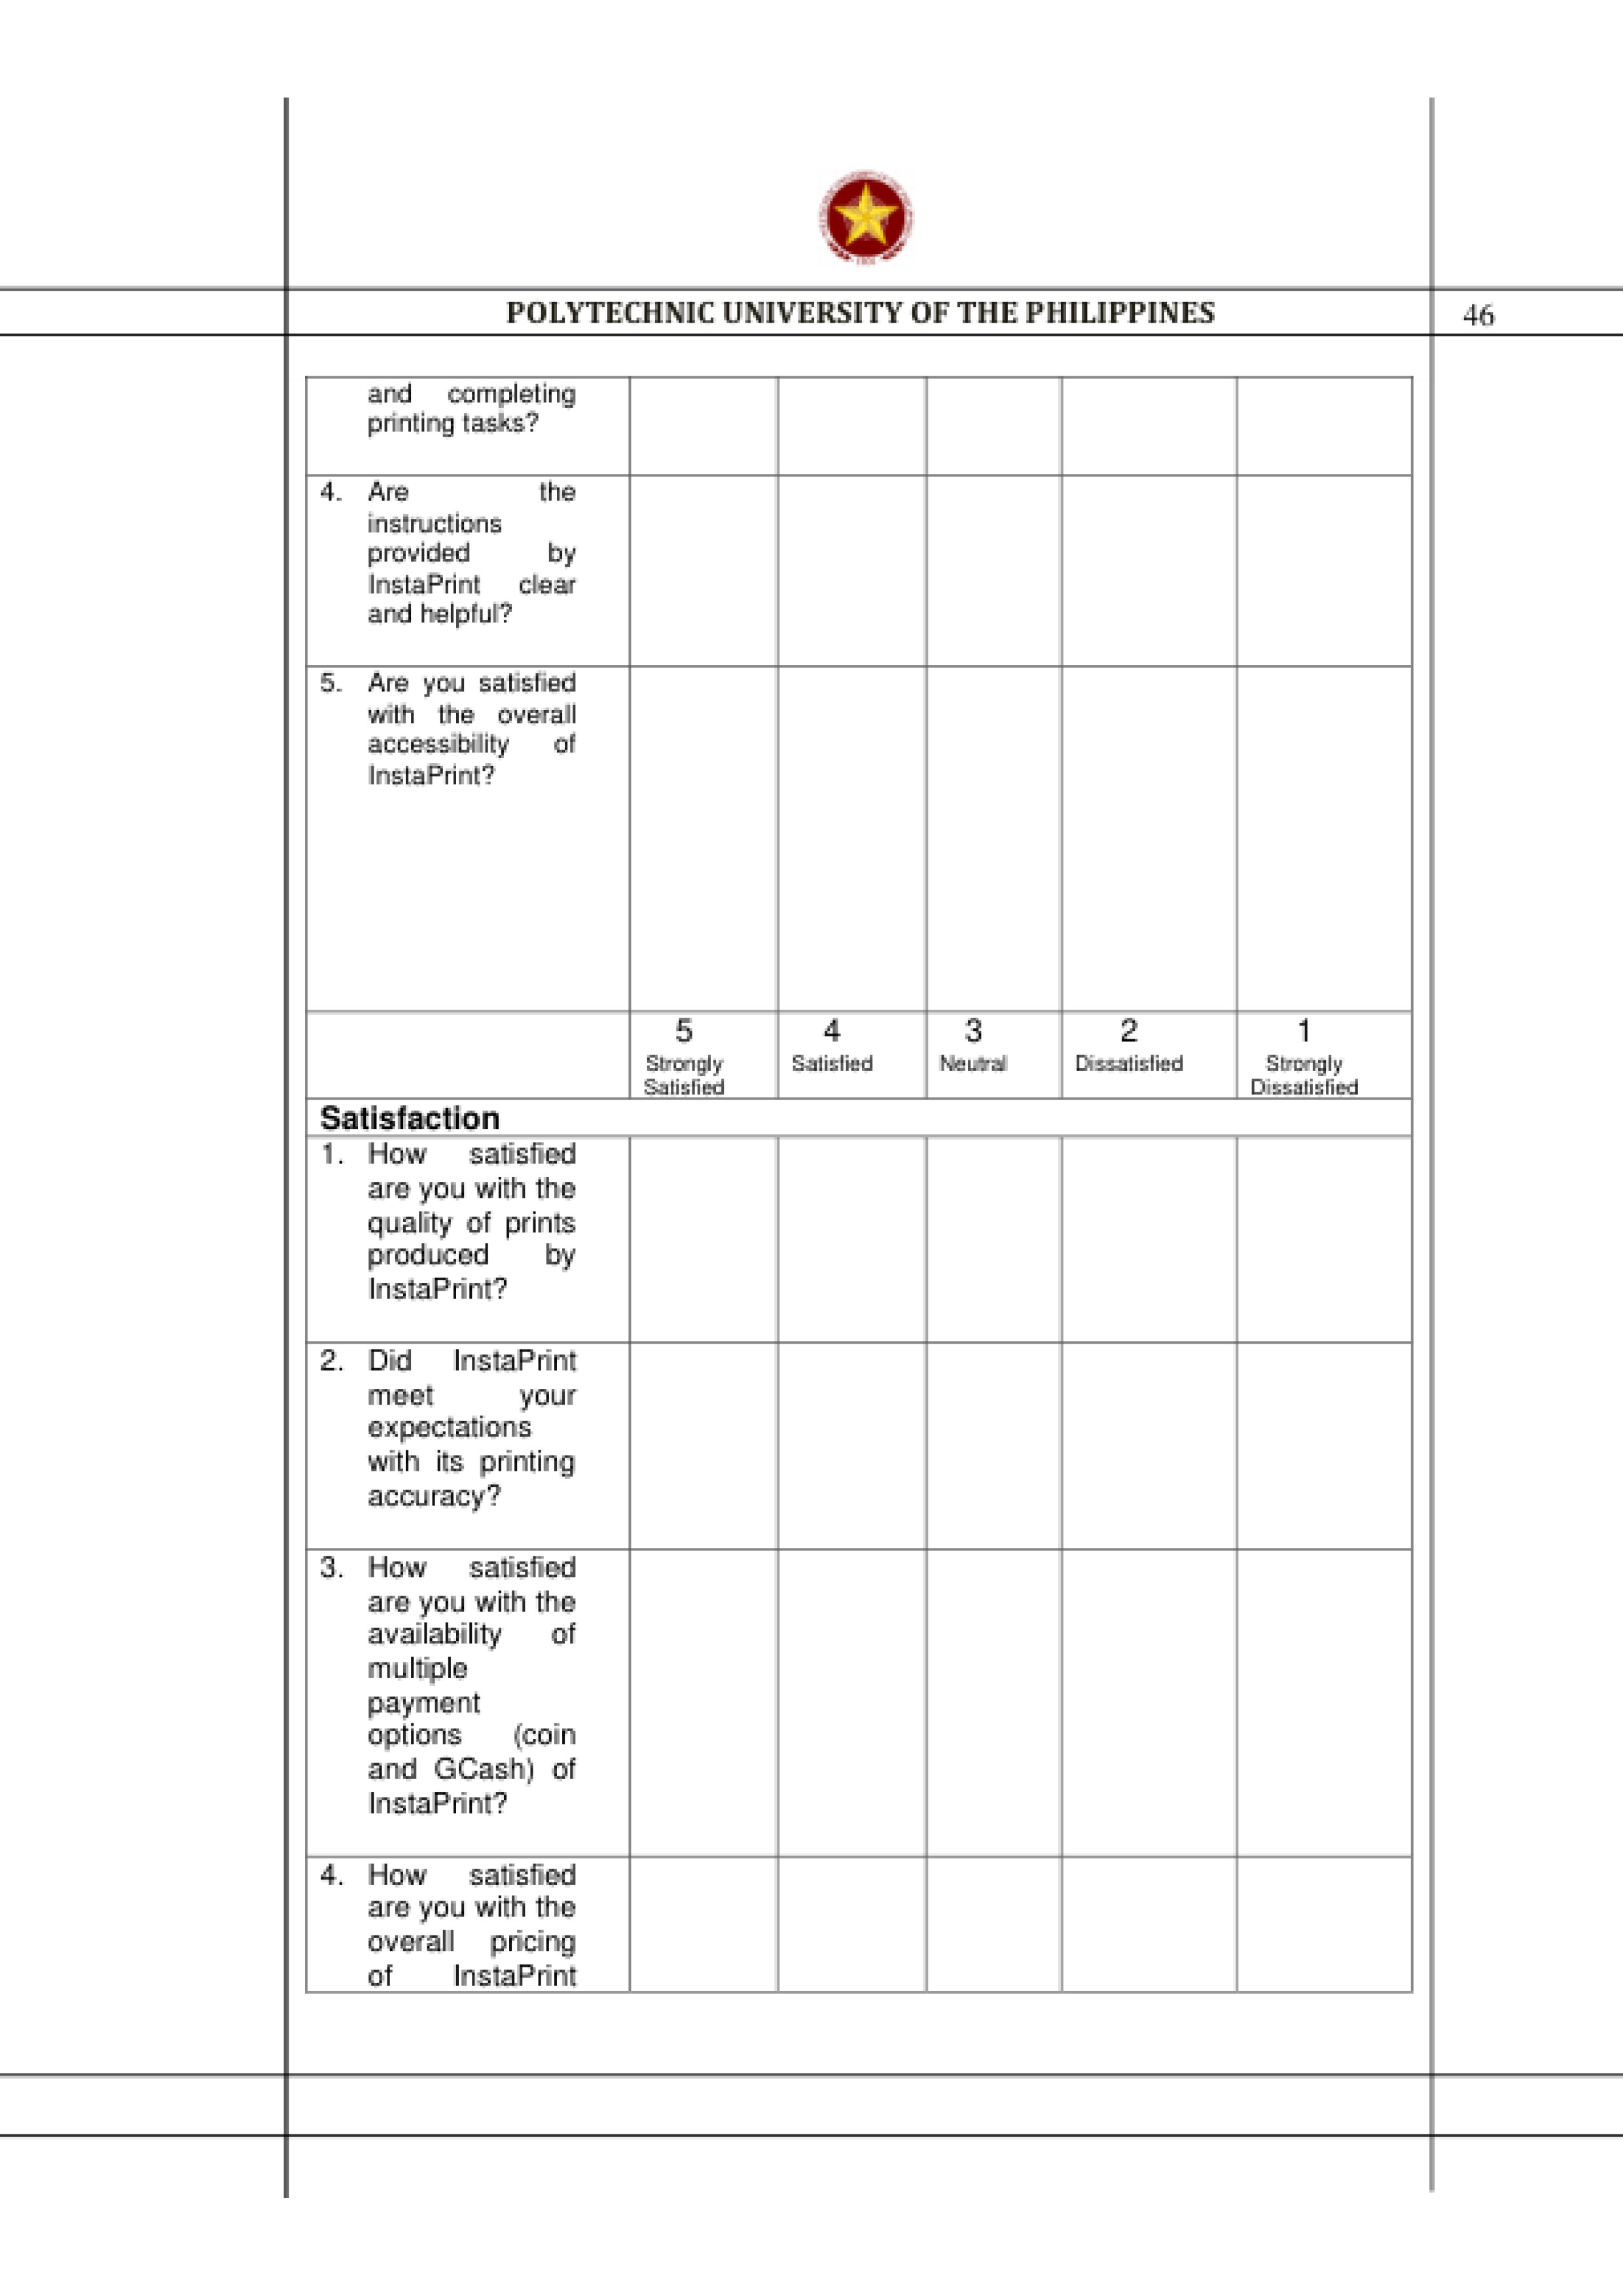 POLYTECHNIC UNIVERSITY OF THE PHILIPPINES
46
and completing
printing tasks?
4. Are the
instructions
provided by
InstaPrint clear
and helpful?
5. Are you satisfied
with the overall
accessibility of
InstaPrint?
5 4 3 2 1
Strongly Satisfied Neutral Dissatisfied Strongly
Satisfied Dissatisfied
Satisfaction
1. How satisfied
are you with the
quality of prints
produced by
InstaPrint?
2. Did InstaPrint
meet your
expectations
with its printing
accuracy?
3. How satisfied
are you with the
availability of
multiple
payment
options (coin
and GCash) of
InstaPrint?
4. How satisfied
are you with the
overall pricing
of InstaPrint